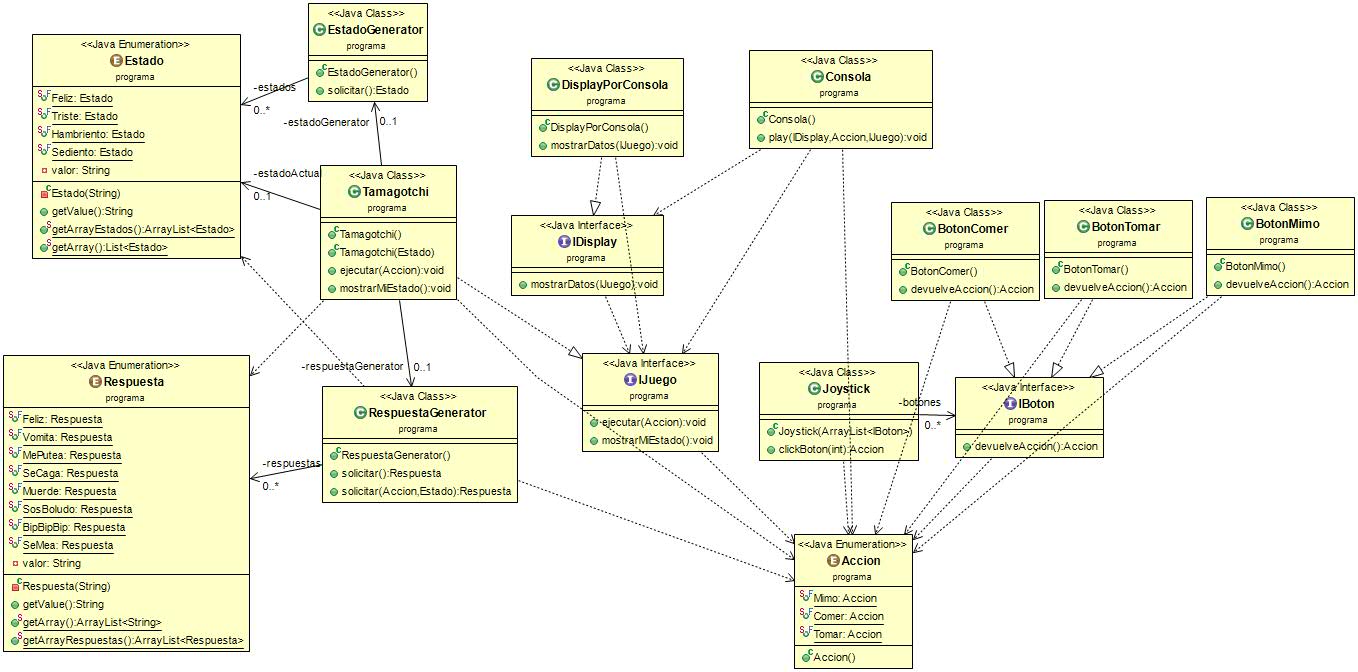 <<Java Class>>
EstadoGenerator
programa
EstadoGenerator()
solicitar():Estado
<<Java Enumeration>>
Estado
programa
Feliz: Estado
Triste: Estado
Hambriento: Estado
Sediento: Estado
valor: String
Estado(String)
getValue():String
getArrayEstados():ArrayList<Estado>
getArray():List<Estado>
-estados
0..*
-estadoGenerator
0..1
-estadoActual
0..1
<<Java Class>>
Tamagotchi
programa
Tamagotchi()
Tamagotchi(Estado)
ejecutar(Accion):void
mostrarMiEstado():void
<<Java Class>>
DisplayPorConsola
programa
DisplayPorConsola()
mostrarDatos(IJuego):void
<<Java Class>>
Consola
programa
Consola()
play(IDisplay,Accion,IJuego):void
<<Java Interface>>
IDisplay
programa
mostrarDatos(IJuego):void
<<Java Class>>
BotonComer
programa
BotonComer()
devuelveAccion():Accion
<<Java Class>>
BotonTomar
programa
BotonTomar()
devuelveAccion():Accion
<<Java Class>>
BotonMimo
programa
BotonMimo()
devuelveAccion():Accion
<<Java Enumeration>>
Respuesta
programa
Feliz: Respuesta
Vomita: Respuesta
MePutea: Respuesta
SeCaga: Respuesta
Muerde: Respuesta
SosBoludo: Respuesta
BipBipBip: Respuesta
SeMea: Respuesta
valor: String
Respuesta(String)
getValue():String
getArray():ArrayList<String>
getArrayRespuestas():ArrayList<Respuesta>
-respuestaGenerator
0..1
<<Java Class>>
RespuestaGenerator
programa
RespuestaGenerator()
solicitar():Respuesta
solicitar(Accion,Estado):Respuesta
-respuestas
0..*
<<Java Interface>>
IJuego
programa
ejecutar(Accion):void
mostrarMiEstado():void
<<Java Class>>
Joystick
programa
Joystick(ArrayList<IBoton>)
clickBoton(int):Accion
-botones
0..*
<<Java Interface>>
IBoton
programa
devuelveAccion():Accion
<<Java Enumeration>>
Accion
programa
Mimo: Accion
Comer: Accion
Tomar: Accion
Accion()